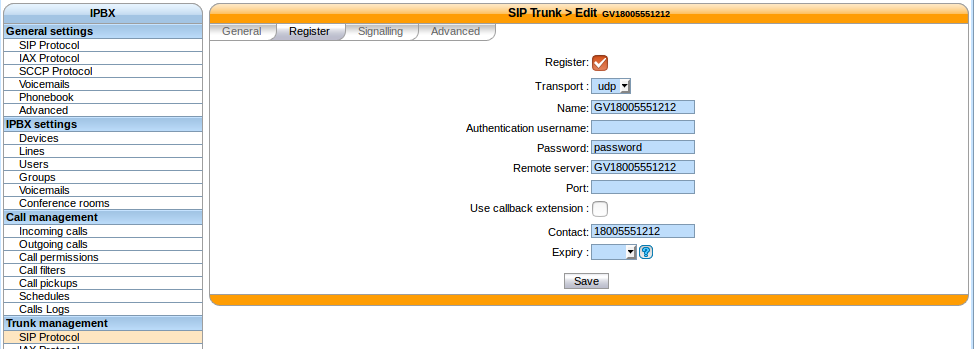 IPBX
General settings
SIP Protocol
IAX Protocol
SCCP Protocol
Voicemails
Phonebook
Advanced
IPBX settings
Devices
Lines
Users
Groups
Voicemails
Conference rooms
Call management
Incoming calls
Outgoing calls
Call permissions
Call filters
Call pickups
Schedules
Calls Logs
Trunk management
SIP Protocol
IAX Protocol
SIP Trunk > Edit GV18005551212
General Register Signalling Advanced
Register:
Transport : udp
Name: GV18005551212
Authentication username:
Password: password
Remote server: GV18005551212
Port:
Use callback extension :
Contact: 18005551212
Expiry : ?
Save